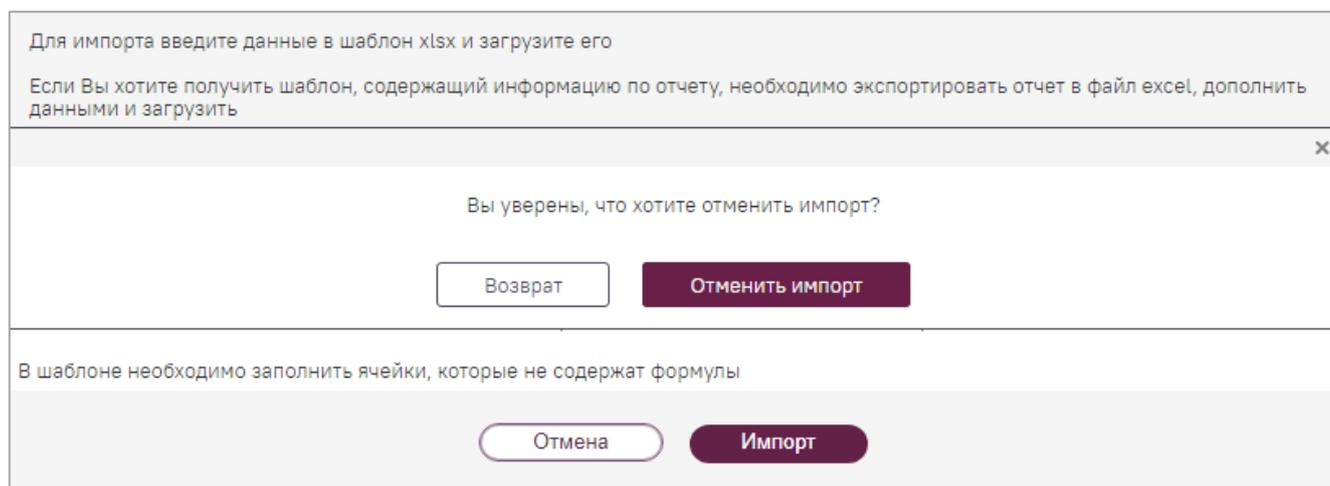 Для импорта введите данные в шаблон xlsx и загрузите его
Если Вы хотите получить шаблон, содержащий информацию по отчету, необходимо экспортировать отчет в файл excel, дополнить
данными и загрузить
Вы уверены, что хотите отменить импорт?
Возврат
Отменить импорт
В шаблоне необходимо заполнить ячейки, которые не содержат формулы
Отмена
Импорт